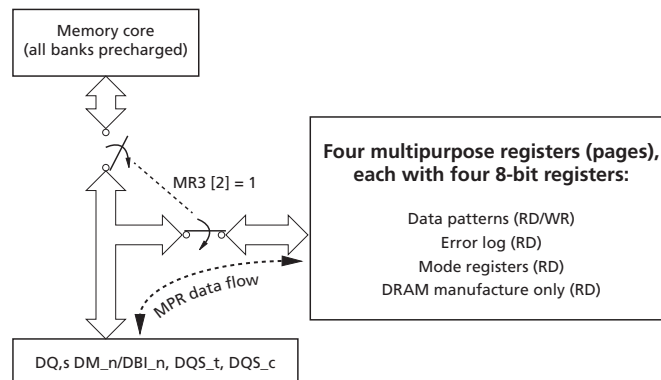 Memory core
(all banks precharged)
MR3 [2] = 1
Four multipurpose registers (pages),
each with four 8-bit registers:
Data patterns (RD/WR)
Error log (RD)
Mode registers (RD)
DRAM manufacture only (RD)
MPR data flow
DQ,s DM_n/DBI_n, DQS_t, DQS_c